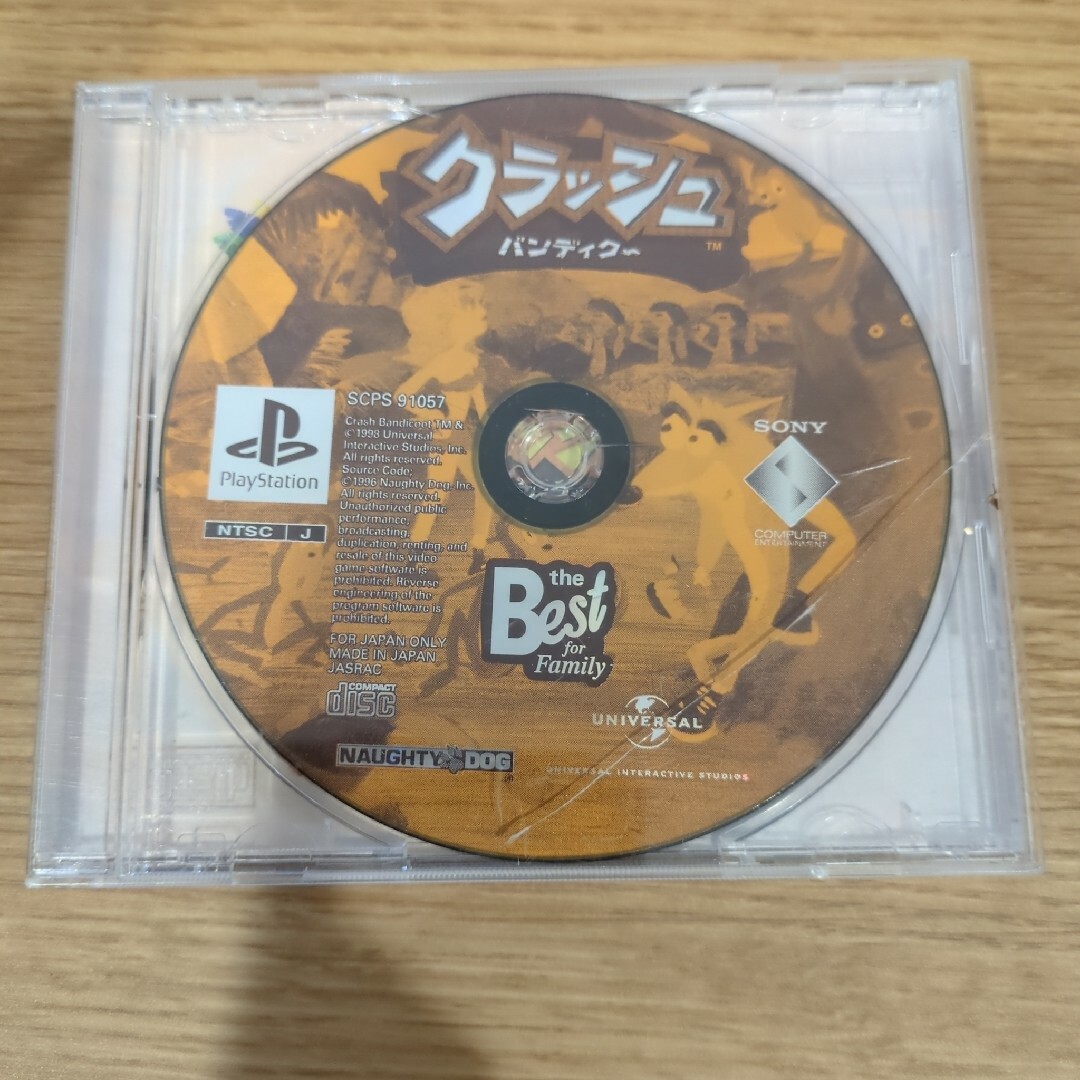 クラッシュ
バンディクー
TM
SCPS 91057
Crash Bandicoot TM &
©1998 Universal
Interactive Studios, Inc.
All rights reserved.
Source Code;
©1996 Naughty Dog, Inc.
All rights reserved.
Unauthorized public
performance,
broadcasting,
duplication, renting, and
resale of this video
game software is
prohibited. Reverse
engineering of the
program software is
prohibited.
FOR JAPAN ONLY
MADE IN JAPAN
JASRAC
PlayStation
NTSC J
SONY
COMPUTER
ENTERTAINMENT
the
Best
for
Family
COMPACT
disc
UNIVERSAL
UNIVERSAL INTERACTIVE STUDIOS
NAUGHTY DOG